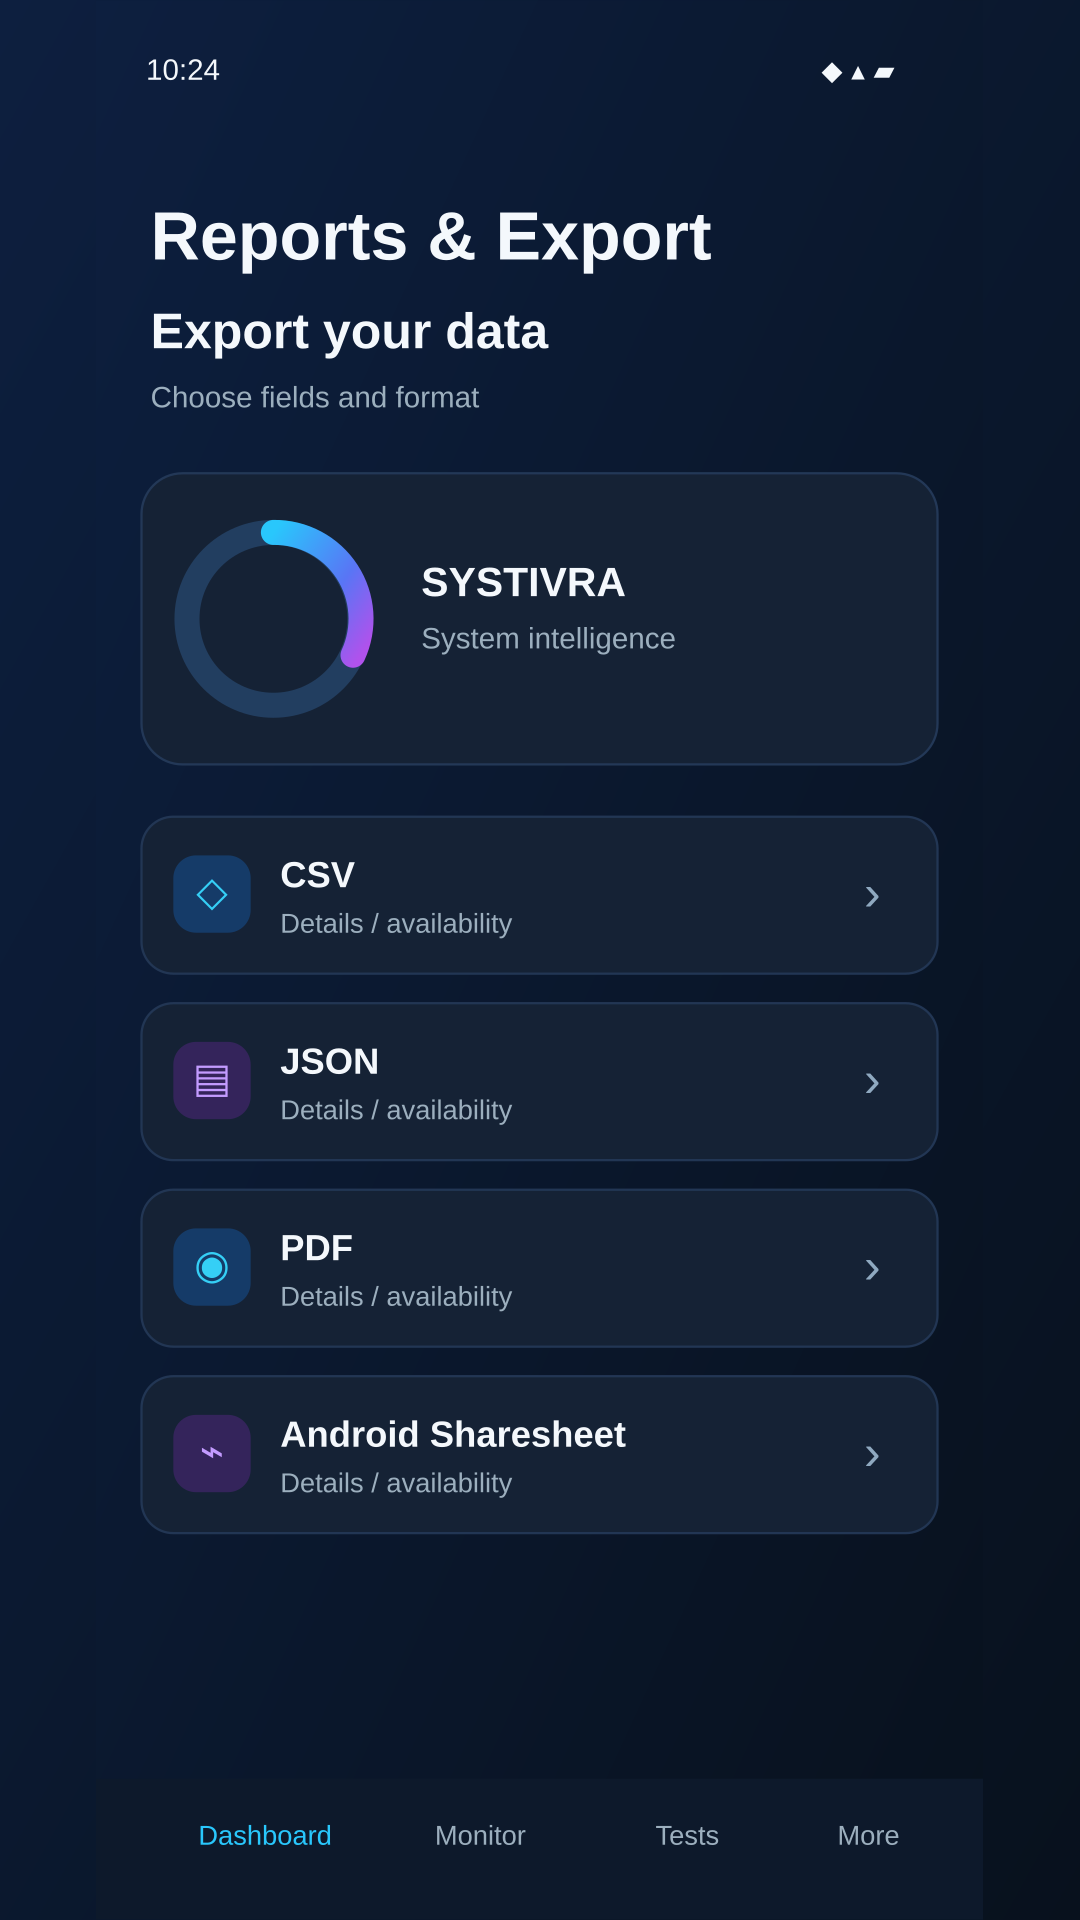 10:24
Reports & Export
Export your data
Choose fields and format
SYSTIVRA
System intelligence
CSV
Details / availability
JSON
Details / availability
PDF
Details / availability
Android Sharesheet
Details / availability
Dashboard Monitor Tests More